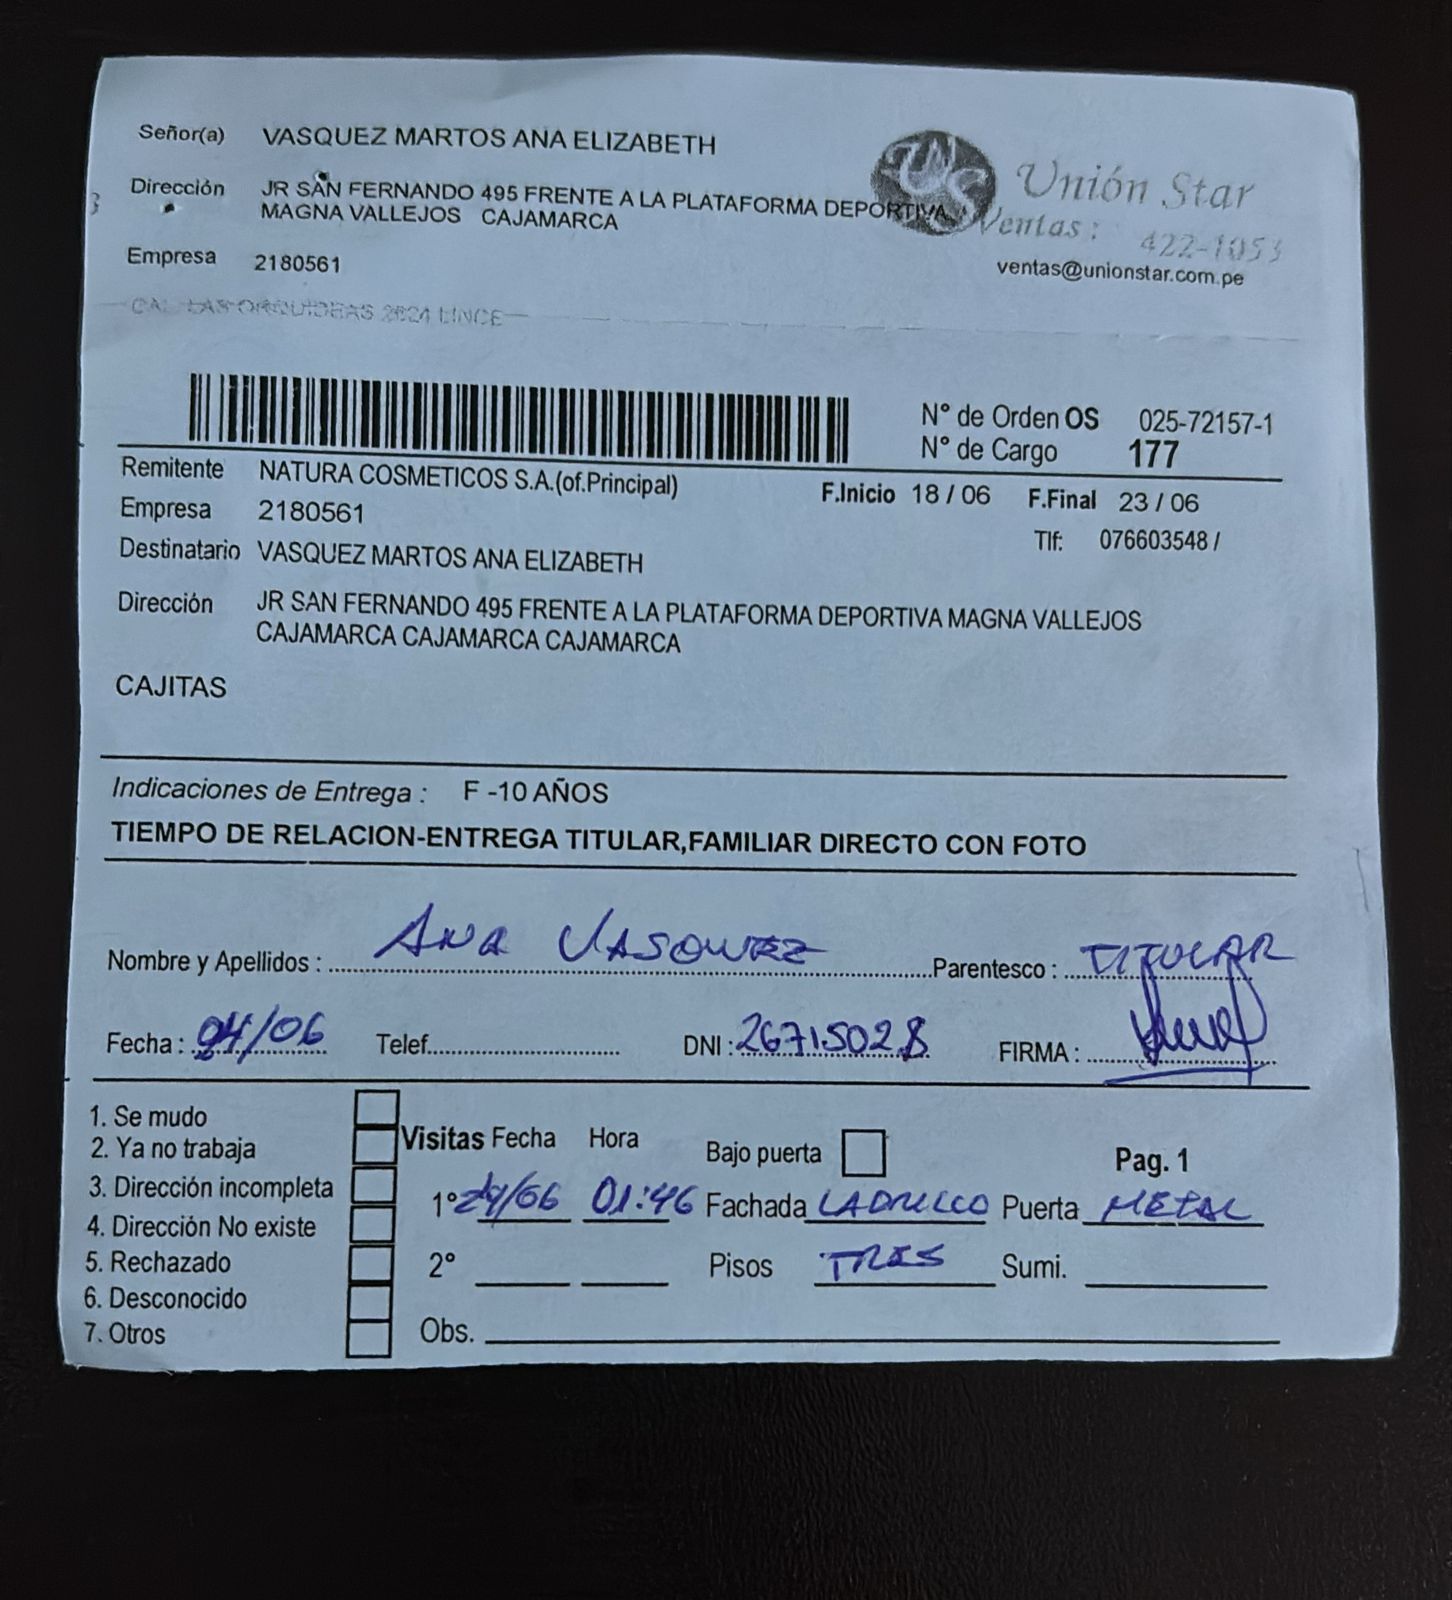 Señor(a) VASQUEZ MARTOS ANA ELIZABETH
Dirección JR SAN FERNANDO 495 FRENTE A LA PLATAFORMA DEPORTIVA
MAGNA VALLEJOS CAJAMARCA
Empresa 2180561
US Unión Star
Ventas: 422-1053
ventas@unionstar.com.pe
CAL LAS ORQUIDEAS 2624 LINCE
N° de Orden OS 025-72157-1
N° de Cargo 177
Remitente NATURA COSMETICOS S.A.(of.Principal)
F.Inicio 18 / 06 F.Final 23 / 06
Empresa 2180561
Tlf: 076603548 /
Destinatario VASQUEZ MARTOS ANA ELIZABETH
Dirección JR SAN FERNANDO 495 FRENTE A LA PLATAFORMA DEPORTIVA MAGNA VALLEJOS
CAJAMARCA CAJAMARCA CAJAMARCA
CAJITAS
Indicaciones de Entrega : F -10 AÑOS
TIEMPO DE RELACION-ENTREGA TITULAR,FAMILIAR DIRECTO CON FOTO
Nombre y Apellidos : ANA VASQUEZ Parentesco : TITULAR
Fecha : 24/06 Telef. DNI : 26715028 FIRMA :
1. Se mudo
2. Ya no trabaja
3. Dirección incompleta
4. Dirección No existe
5. Rechazado
6. Desconocido
7. Otros
Visitas Fecha Hora Bajo puerta Pag. 1
1° 24/06 01:46 Fachada LADRILLO Puerta METAL
2° Pisos TRES Sumi.
Obs.